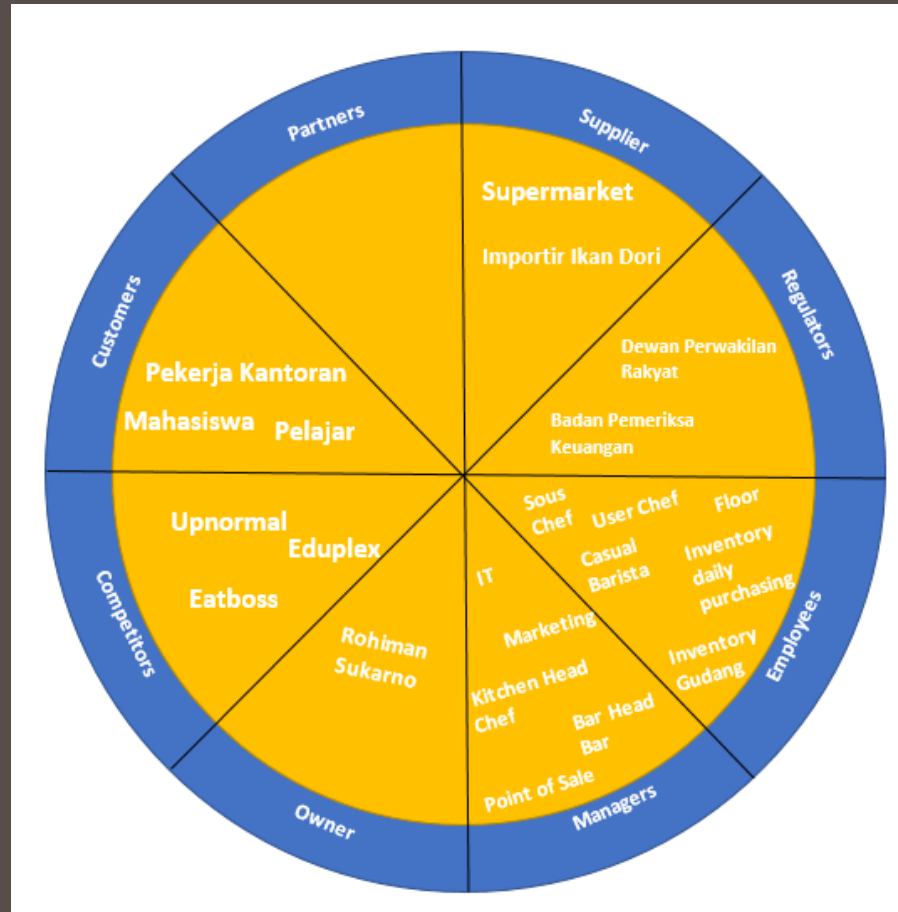 Partners
Supplier
Supermarket
Importir Ikan Dori
Regulators
Dewan Perwakilan
Rakyat
Badan Pemeriksa
Keuangan
Customers
Pekerja Kantoran
Mahasiswa
Pelajar
Competitors
Upnormal
Eduplex
Eatboss
Owner
Rohiman
Sukarno
Managers
IT
Marketing
Kitchen Head
Chef
Bar Head
Bar
Point of Sale
Employees
Sous
Chef
User Chef
Floor
Casual
Barista
Inventory
daily
purchasing
Inventory
Gudang